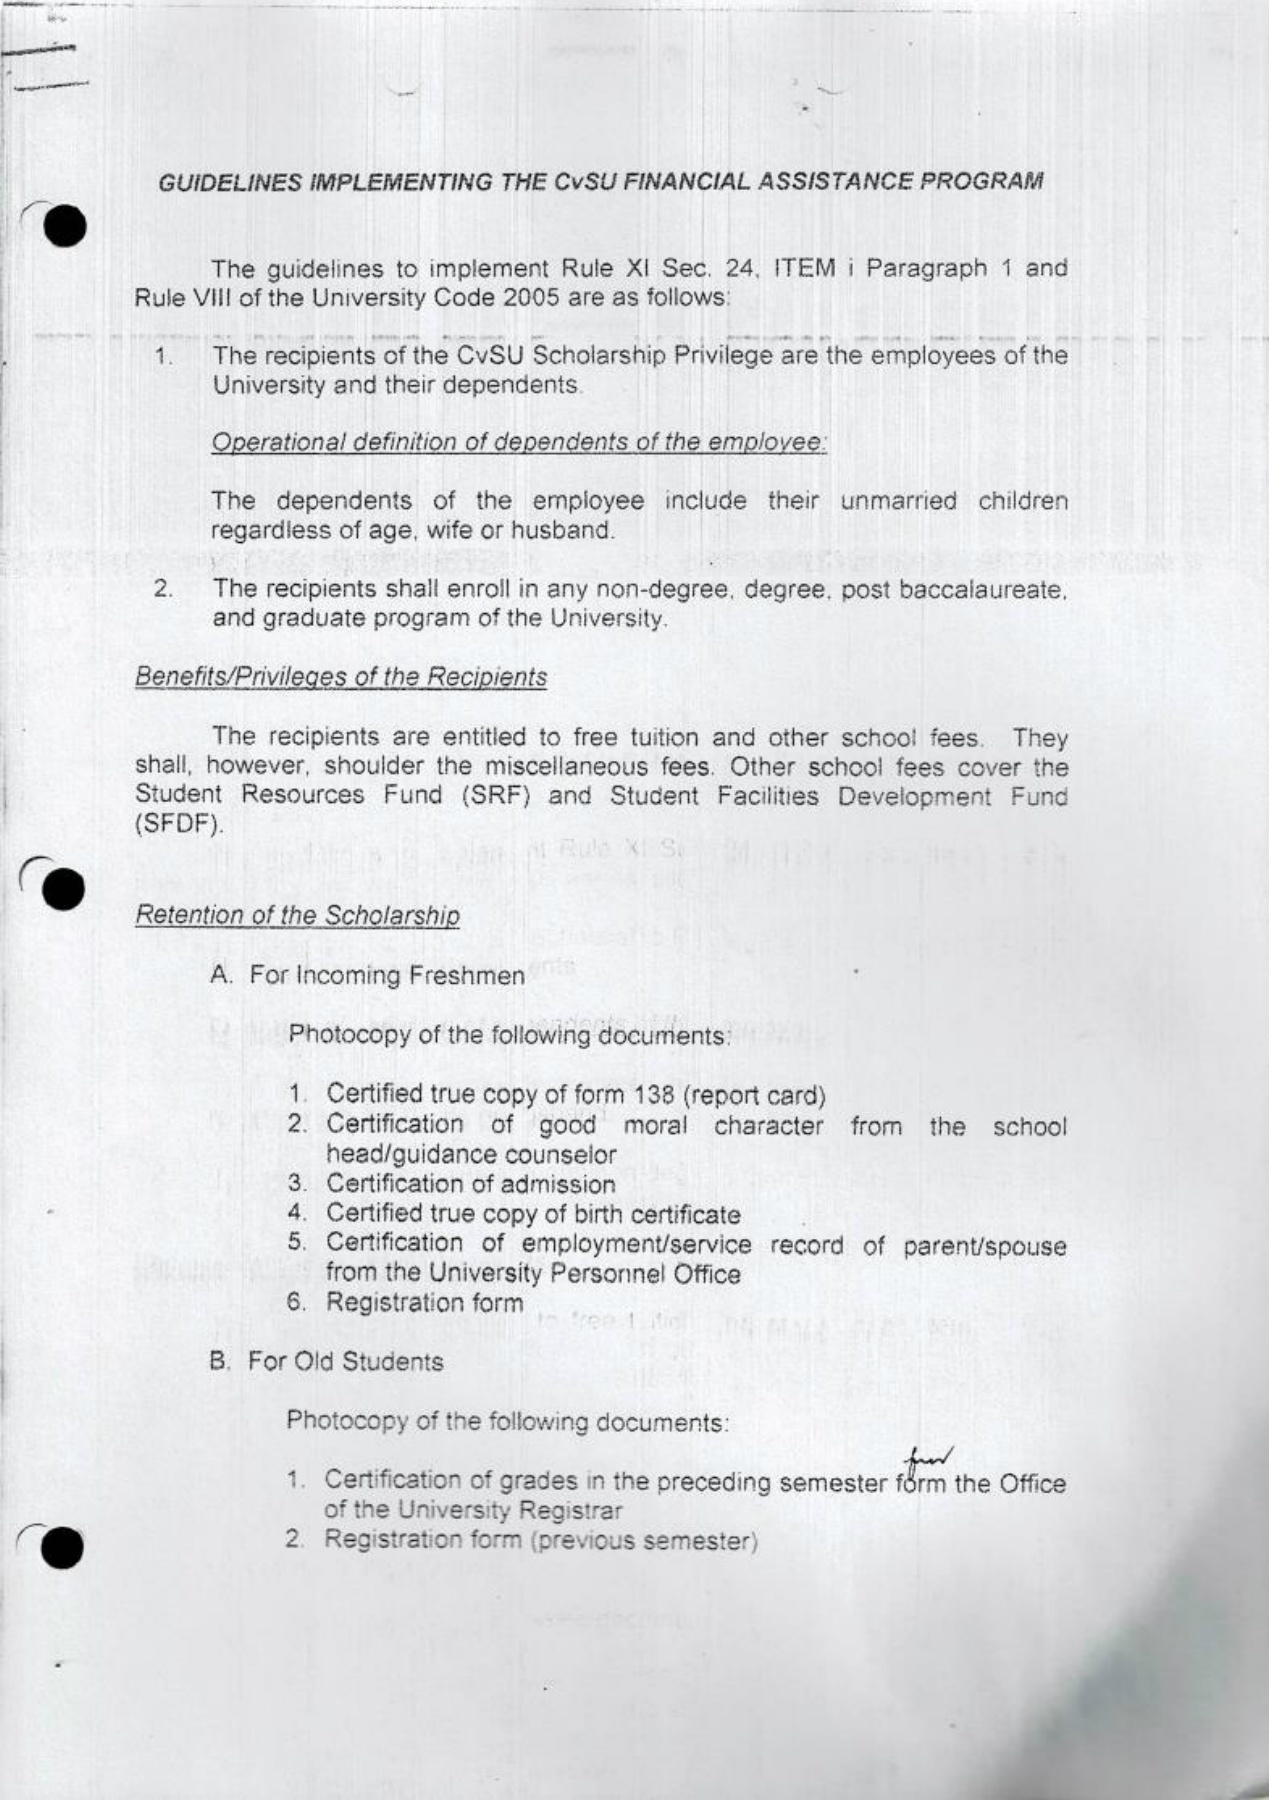 GUIDELINES IMPLEMENTING THE CvSU FINANCIAL ASSISTANCE PROGRAM
The guidelines to implement Rule XI Sec. 24, ITEM i Paragraph 1 and
Rule VIII of the University Code 2005 are as follows:
1. The recipients of the CvSU Scholarship Privilege are the employees of the
University and their dependents.
Operational definition of dependents of the employee:
The dependents of the employee include their unmarried children
regardless of age, wife or husband.
2. The recipients shall enroll in any non-degree, degree, post baccalaureate,
and graduate program of the University.
Benefits/Privileges of the Recipients
The recipients are entitled to free tuition and other school fees. They
shall, however, shoulder the miscellaneous fees. Other school fees cover the
Student Resources Fund (SRF) and Student Facilities Development Fund
(SFDF).
Retention of the Scholarship
A. For Incoming Freshmen
Photocopy of the following documents:
1. Certified true copy of form 138 (report card)
2. Certification of good moral character from the school
head/guidance counselor
3. Certification of admission
4. Certified true copy of birth certificate
5. Certification of employment/service record of parent/spouse
from the University Personnel Office
6. Registration form
B. For Old Students
Photocopy of the following documents:
from
1. Certification of grades in the preceding semester form the Office
of the University Registrar
2. Registration form (previous semester)